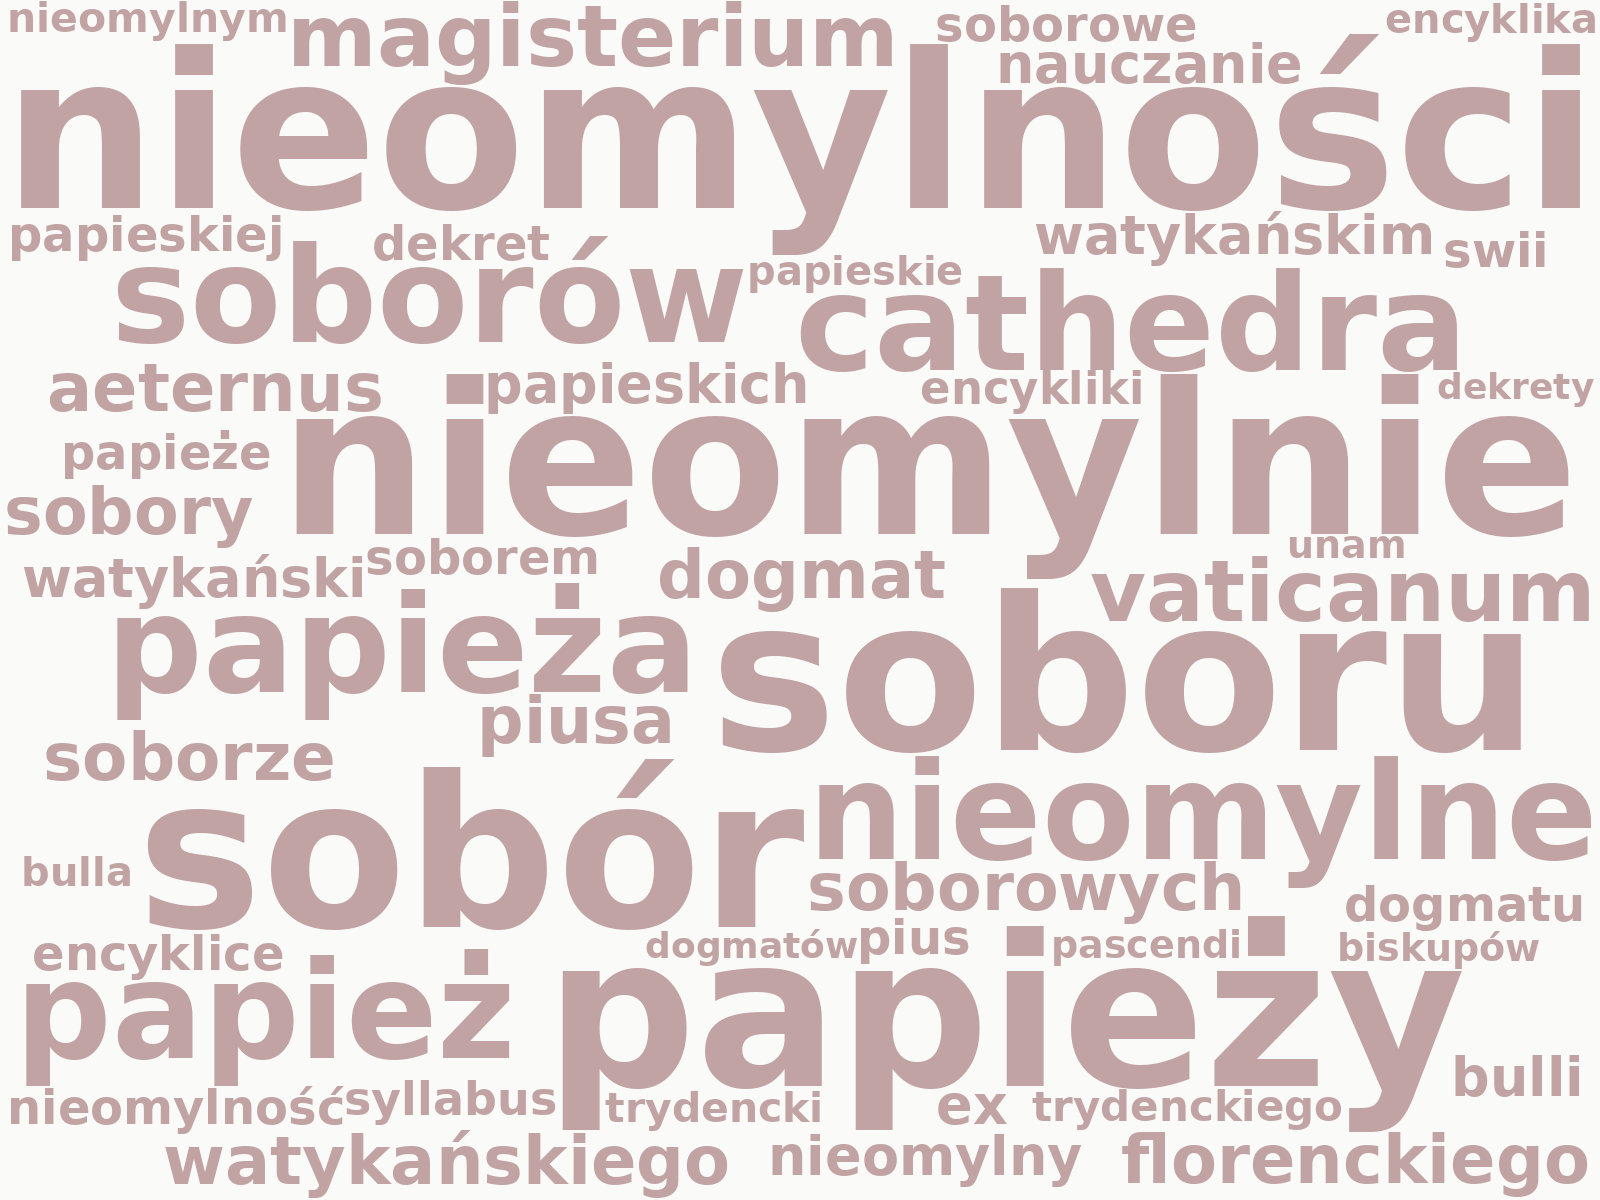 nieomylnym magisterium soborowe encyklika
nauczanie
nieomylności
papieskiej dekret watykańskim swii
soborów papieskie cathedra
aeternus papieskich encykliki dekrety
papieże nieomylnie
sobory
watykański soborem dogmat unam
vaticanum
papieża soboru
piusa
soborze
sobór nieomylne
bulla soborowych dogmatu
encyklice dogmatów pius pascendi biskupów
papież papieży
bulli
nieomylność syllabus trydencki ex trydenckiego
watykańskiego nieomylny florenckiego